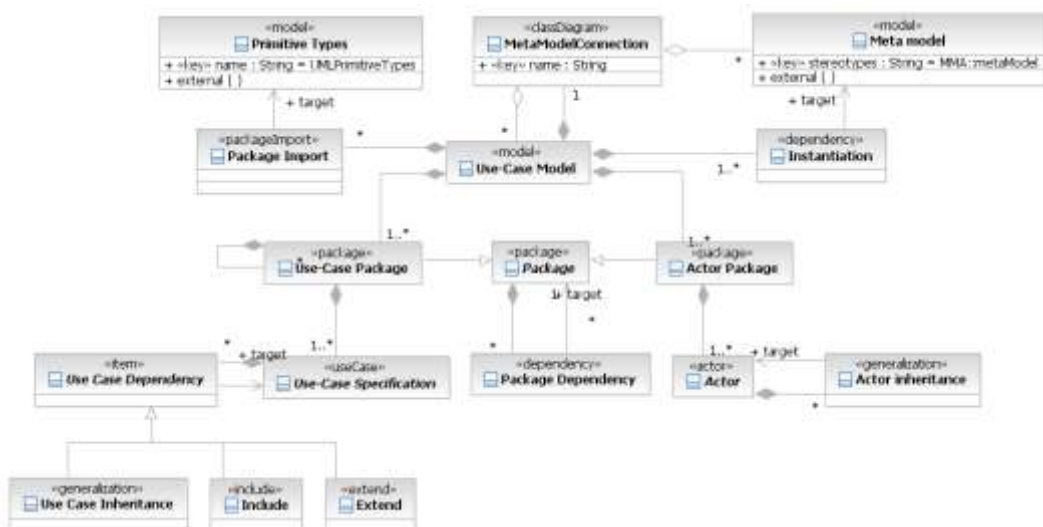 «model»
Primitive Types
+ «key» name : String = UMLPrimitiveTypes
+ external ( )
«classDiagram»
MetaModelConnection
+ «key» name : String
«model»
Meta model
+ «key» stereotypes : String = MMA::metaModel
+ external ( )
*
+ target
1
+ target
«packageImport»
Package Import
*
*
«model»
Use-Case Model
1..*
«dependency»
Instantiation
1..*
1..*
«package»
Use-Case Package
*
«package»
Package
«package»
Actor Package
1
+ target
*
*
1..*
*
+ target
1..*
+ target
«item»
Use Case Dependency
«useCase»
Use-Case Specification
«dependency»
Package Dependency
«actor»
Actor
«generalization»
Actor inheritance
*
«generalization»
Use Case Inheritance
«include»
Include
«extend»
Extend